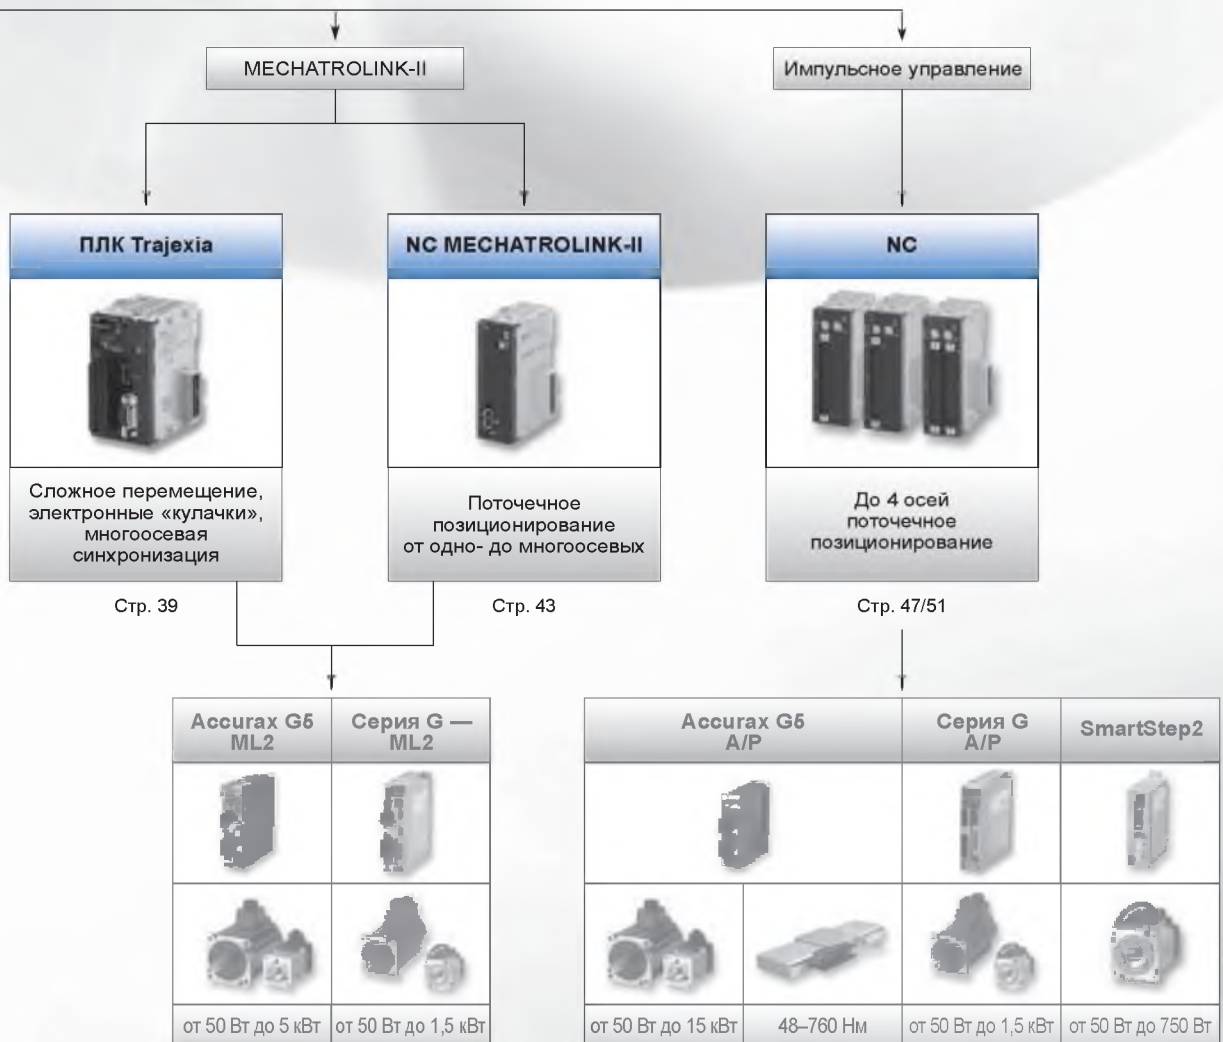 MECHATROLINK-II
Импульсное управление
ПЛК Trajexia
NC MECHATROLINK-II
NC
Сложное перемещение,
электронные «кулачки»,
многоосевая
синхронизация
Поточечное
позиционирование
от одно- до многоосевых
До 4 осей
поточечное
позиционирование
Стр. 39
Стр. 43
Стр. 47/51
Accurax G5
ML2
Серия G —
ML2
Accurax G5
A/P
Серия G
A/P
SmartStep2
от 50 Вт до 5 кВт
от 50 Вт до 1,5 кВт
от 50 Вт до 15 кВт
48–760 Нм
от 50 Вт до 1,5 кВт
от 50 Вт до 750 Вт